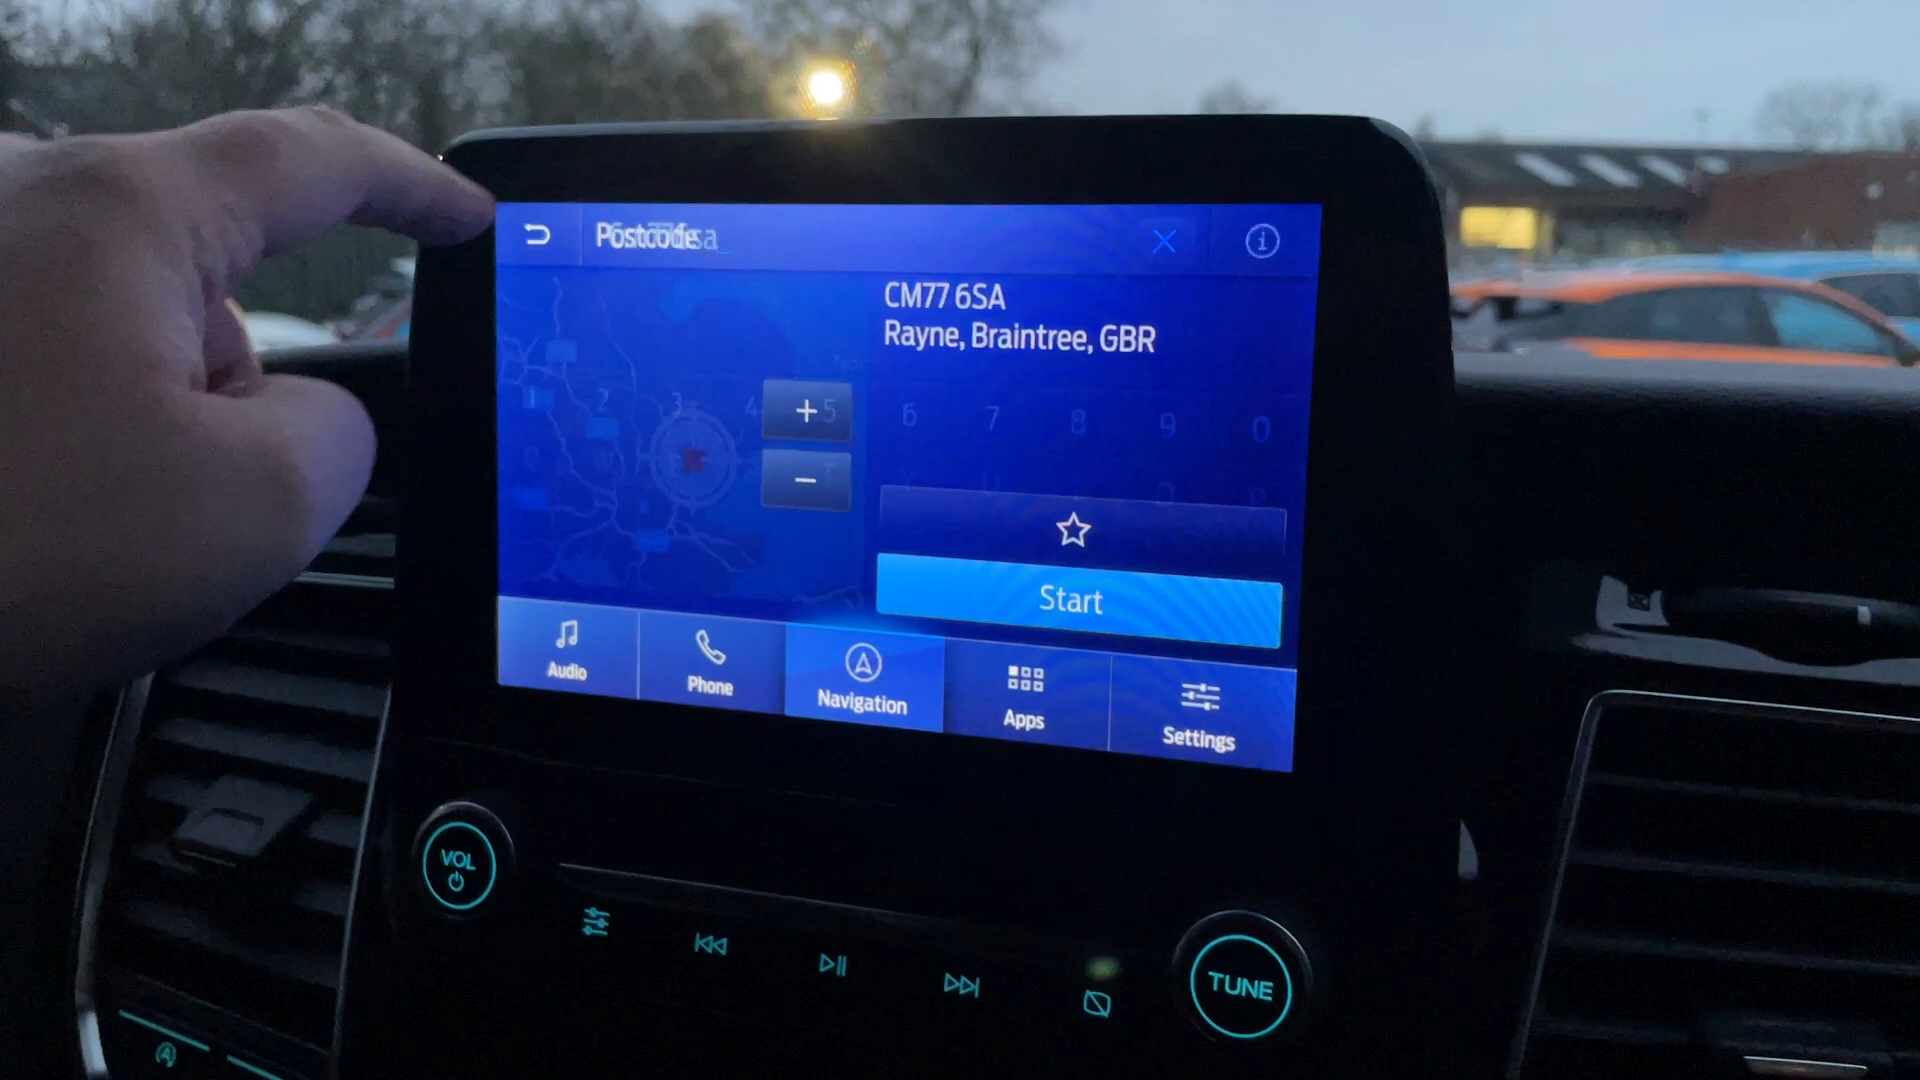 Postcode
CM77 6SA
Rayne, Braintree, GBR
1 2 3 4 5 6 7 8 9 0
+
−
Start
Audio
Phone
Navigation
Apps
Settings
VOL
TUNE